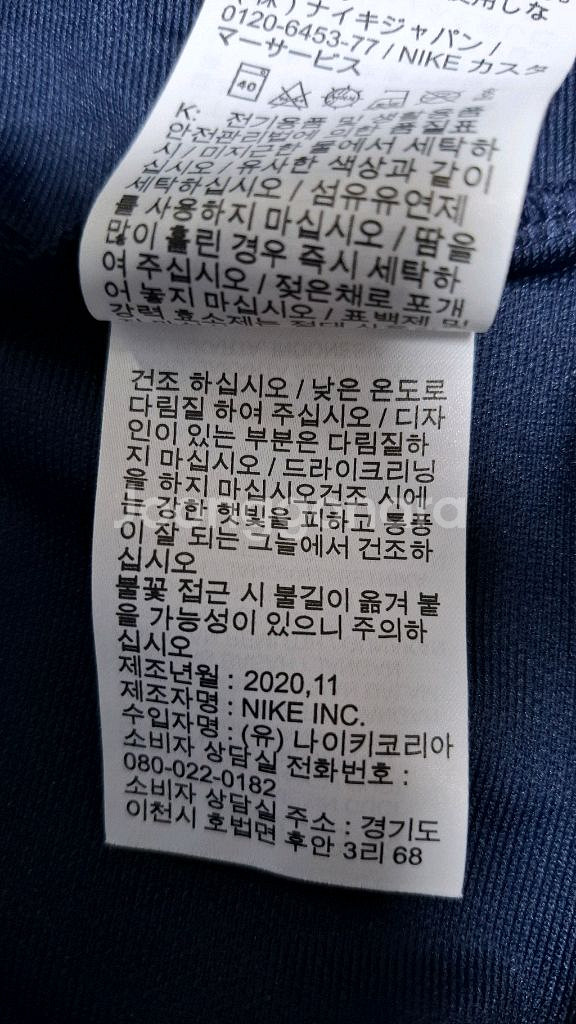 (株)ナイキジャパン /
0120-6453-77 / NIKE カスタ
マーサービス
40
K: 전기용품 및 생활용품
안전관리법에 의한 품질표
시 / 미지근한 물에서 세탁하
십시오 / 유사한 색상과 같이
세탁하십시오 / 섬유유연제
를 사용하지 마십시오 / 땀을
많이 흘린 경우 즉시 세탁하
여 주십시오 / 젖은채로 포개
어 놓지 마십시오 / 표백제 및
건조 하십시오 / 낮은 온도로
다림질 하여 주십시오 / 디자
인이 있는 부분은 다림질하
지 마십시오 / 드라이크리닝
을 하지 마십시오건조 시에
는 강한 햇빛을 피하고 통풍
이 잘 되는 그늘에서 건조하
십시오
불꽃 접근 시 불길이 옮겨 붙
을 가능성이 있으니 주의하
십시오
제조년월 : 2020,11
제조자명 : NIKE INC.
수입자명 : (유) 나이키코리아
소비자 상담실 전화번호 :
080-022-0182
소비자 상담실 주소 : 경기도
이천시 호법면 후안 3리 68
joonggonara